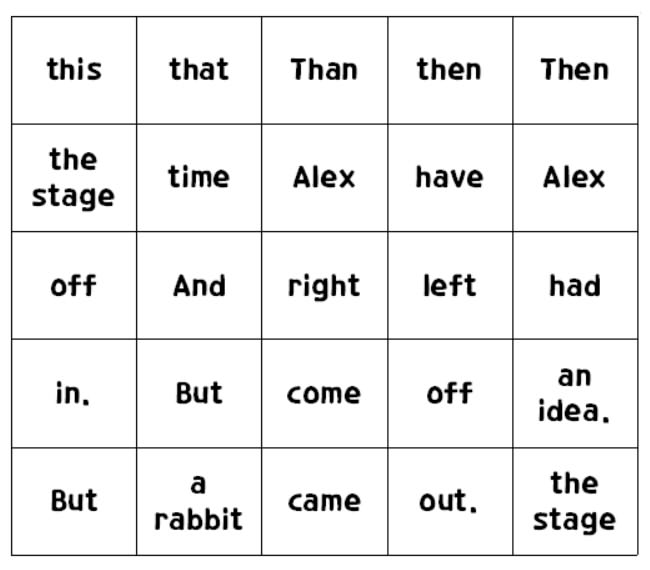 this that Than then Then
the stage time Alex have Alex
off And right left had
in. But come off an idea.
But a rabbit came out. the stage